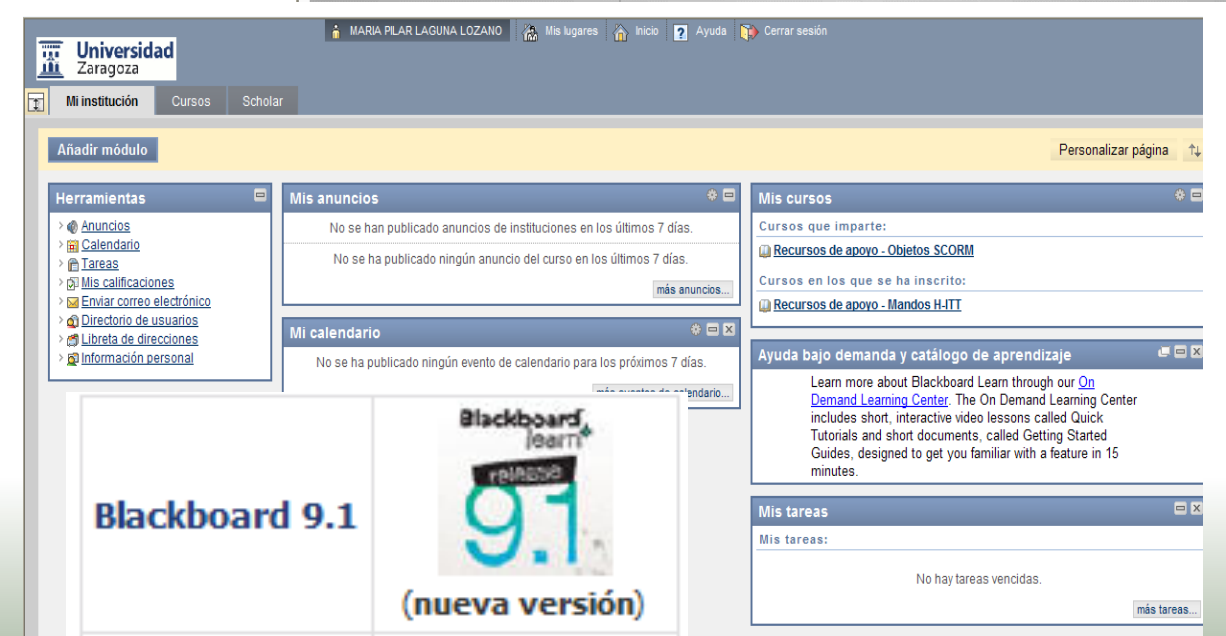 MARIA PILAR LAGUNA LOZANO Mis lugares Inicio Ayuda Cerrar sesión
Universidad
Zaragoza
Mi institución Cursos Scholar
Añadir módulo
Personalizar página
Herramientas
Anuncios
Calendario
Tareas
Mis calificaciones
Enviar correo electrónico
Directorio de usuarios
Libreta de direcciones
Información personal
Mis anuncios
No se han publicado anuncios de instituciones en los últimos 7 días.
No se ha publicado ningún anuncio del curso en los últimos 7 días.
más anuncios...
Mi calendario
No se ha publicado ningún evento de calendario para los próximos 7 días.
más eventos de calendario...
Mis cursos
Cursos que imparte:
Recursos de apoyo - Objetos SCORM
Cursos en los que se ha inscrito:
Recursos de apoyo - Mandos H-ITT
Ayuda bajo demanda y catálogo de aprendizaje
Learn more about Blackboard Learn through our On
Demand Learning Center. The On Demand Learning Center
includes short, interactive video lessons called Quick
Tutorials and short documents, called Getting Started
Guides, designed to get you familiar with a feature in 15
minutes.
Mis tareas
Mis tareas:
No hay tareas vencidas.
más tareas...
Blackboard 9.1
Blackboard
learn+
release
9.1
(nueva versión)